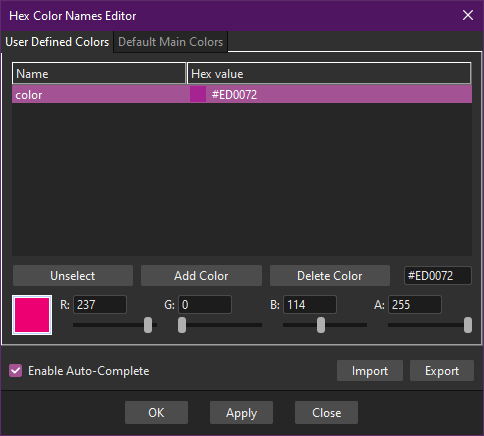 Hex Color Names Editor
User Defined Colors Default Main Colors
Name Hex value
color #ED0072
Unselect Add Color Delete Color #ED0072
R: 237 G: 0 B: 114 A: 255
Enable Auto-Complete Import Export
OK Apply Close